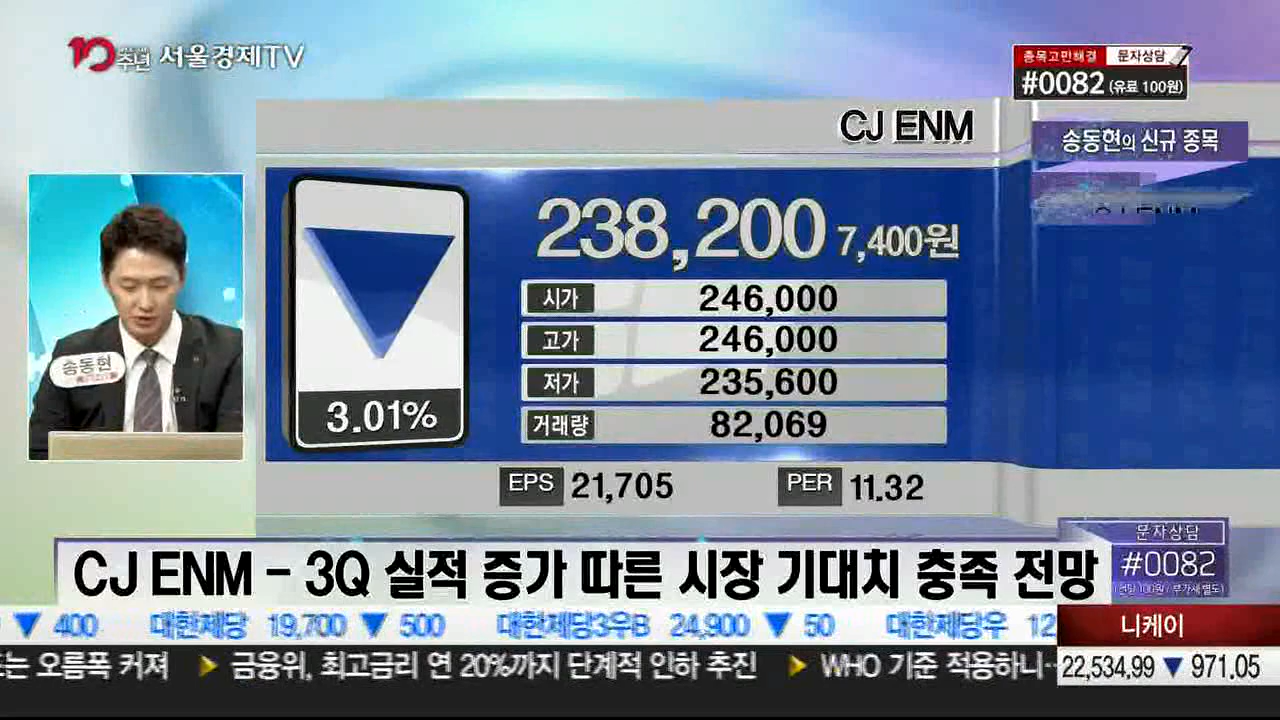 10주년 서울경제TV
종목고민해결 문자상담
#0082 (유료 100원)
CJ ENM
송동현의 신규 종목
238,200 7,400원
시가 246,000
고가 246,000
저가 235,600
거래량 82,069
3.01%
송동현
EPS 21,705 PER 11.32
CJ ENM - 3Q 실적 증가 따른 시장 기대치 충족 전망
문자상담
#0082
▼ 400 대한제당 19,700 ▼ 500 대한제당3우B 24,900 ▼ 50 대한제당우 12
니케이
22,534.99 ▼ 971.05
또는 오름폭 커져 ▶ 금융위, 최고금리 연 20%까지 단계적 인하 추진 ▶ WHO 기준 적용하니…